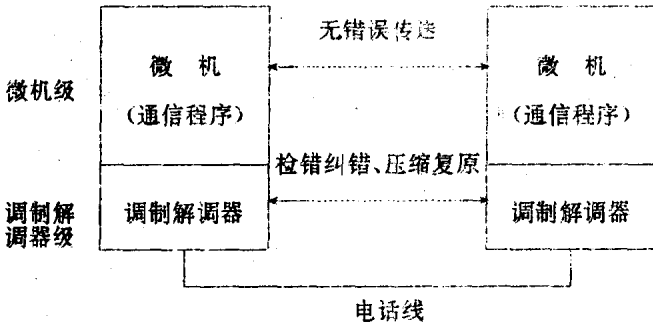 无错误传送
微机级
微 机
(通信程序)
微 机
(通信程序)
检错纠错、压缩复原
调制解
调器级
调制解调器
调制解调器
电话线